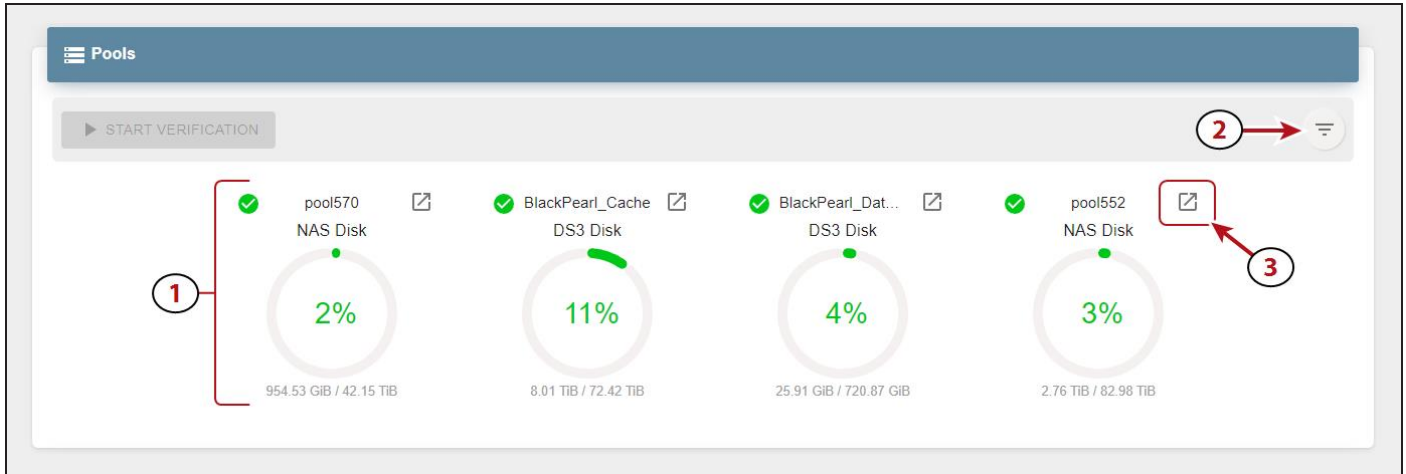 Pools
START VERIFICATION
2
pool570
BlackPearl_Cache
BlackPearl_Dat...
pool552
NAS Disk
DS3 Disk
DS3 Disk
NAS Disk
1
3
2%
11%
4%
3%
954.53 GiB / 42.15 TiB
8.01 TiB / 72.42 TiB
25.91 GiB / 720.87 GiB
2.76 TiB / 82.98 TiB